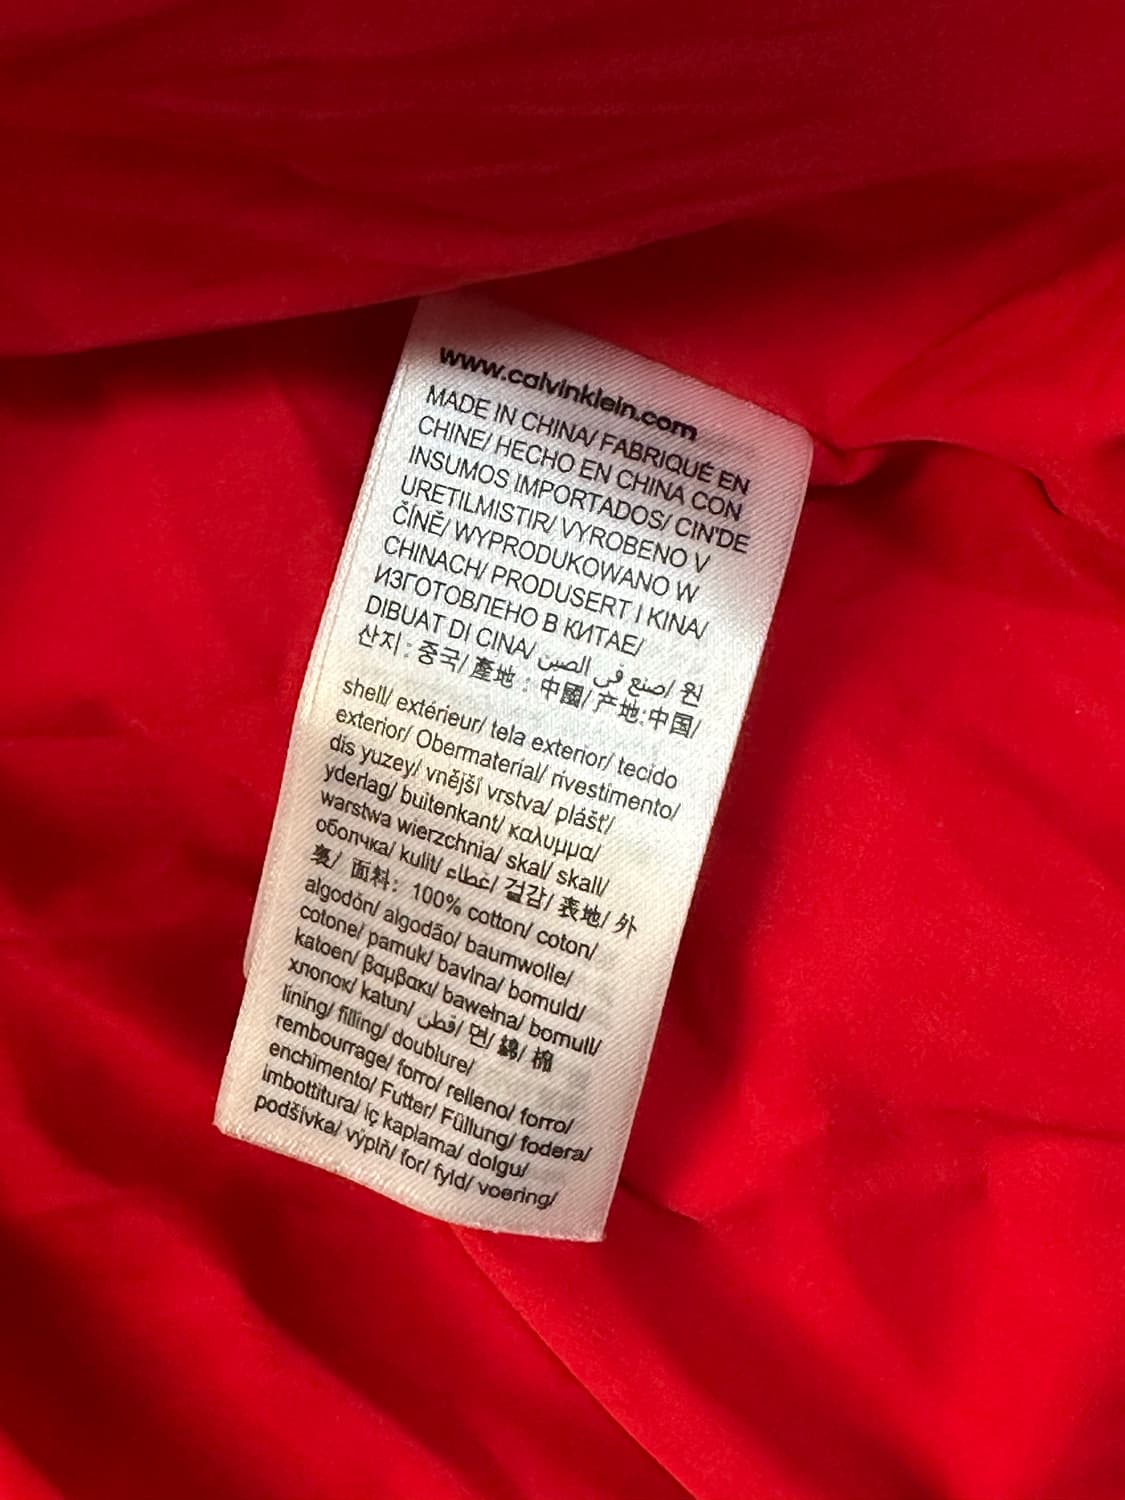 www.calvinklein.com
MADE IN CHINA/ FABRIQUÉ EN
CHINE/ HECHO EN CHINA CON
INSUMOS IMPORTADOS/ CIN'DE
URETILMISTIR/ VYROBENO V
ČÍNĚ/ WYPRODUKOWANO W
CHINACH/ PRODUSERT I KINA/
ИЗГОТОВЛЕНО В КИТАЕ/
DIBUAT DI CINA/ صنع في الصين/ 원
산지 : 중국/ 產地 : 中國/ 产地:中国/
shell/ extérieur/ tela exterior/ tecido
exterior/ Obermaterial/ rivestimento/
dis yuzey/ vnější vrstva/ plášť/
yderlag/ buitenkant/ καλυμμα/
warstwa wierzchnia/ skal/ skall/
оболчка/ kulit/ غطاء/ 겉감/ 表地/ 外
裏/ 面料: 100% cotton/ coton/
algodón/ algodão/ baumwolle/
cotone/ pamuk/ bavlna/ bomuld/
katoen/ βαμβακι/ bawełna/ bomull/
хлопок/ katun/ قطن/ 면/ 綿/ 棉
lining/ filling/ doublure/
rembourrage/ forro/ relleno/ forro/
enchimento/ Futter/ Füllung/ fodera/
imbottitura/ iç kaplama/ dolgu/
podšívka/ výplň/ for/ fyld/ voering/